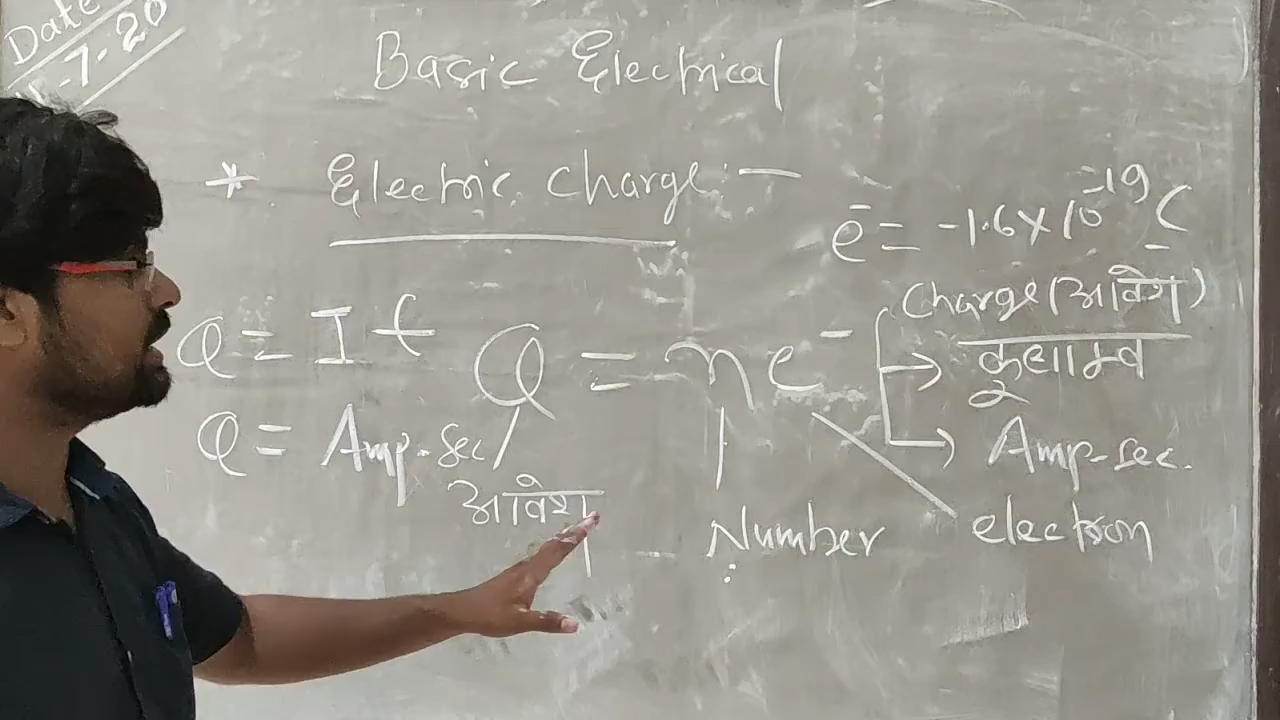 Date
-7-20
Basic Electrical
* Electric charge :-
e⁻ = -1.6 × 10⁻¹⁹ C
Charge (आवेश)
Q = I t
Q = n e⁻
→ कूलाम्ब
Q = Amp-sec
→ Amp-sec.
आवेश
Number
electron